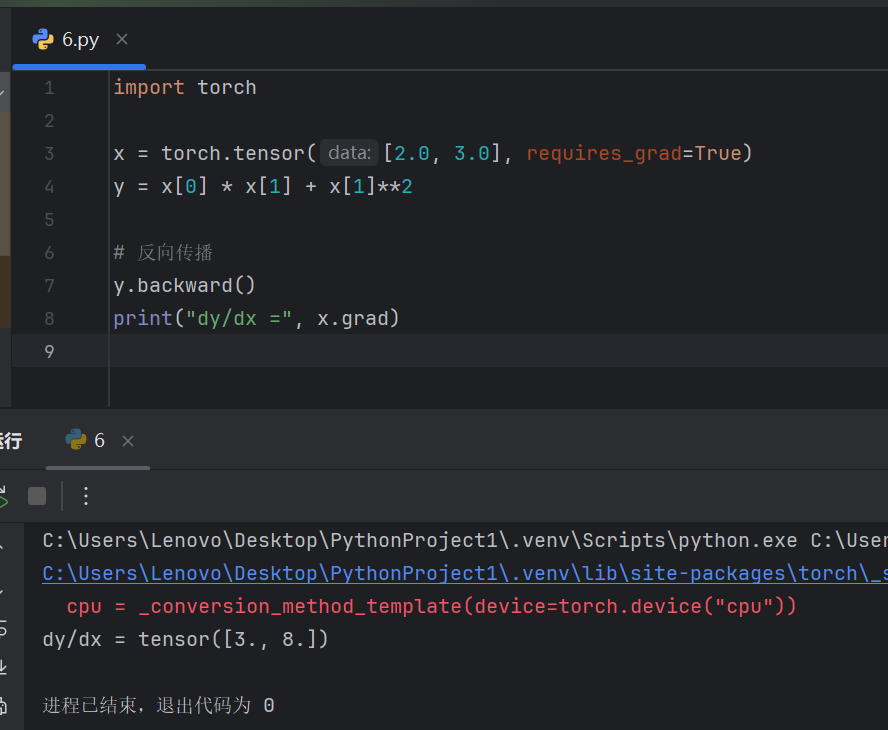 6.py
1 import torch
2
3 x = torch.tensor( data: [2.0, 3.0], requires_grad=True)
4 y = x[0] * x[1] + x[1]**2
5
6 # 反向传播
7 y.backward()
8 print("dy/dx =", x.grad)
9
运行 6
C:\Users\Lenovo\Desktop\PythonProject1\.venv\Scripts\python.exe C:\User
C:\Users\Lenovo\Desktop\PythonProject1\.venv\lib\site-packages\torch\_s
cpu = _conversion_method_template(device=torch.device("cpu"))
dy/dx = tensor([3., 8.])
进程已结束，退出代码为 0